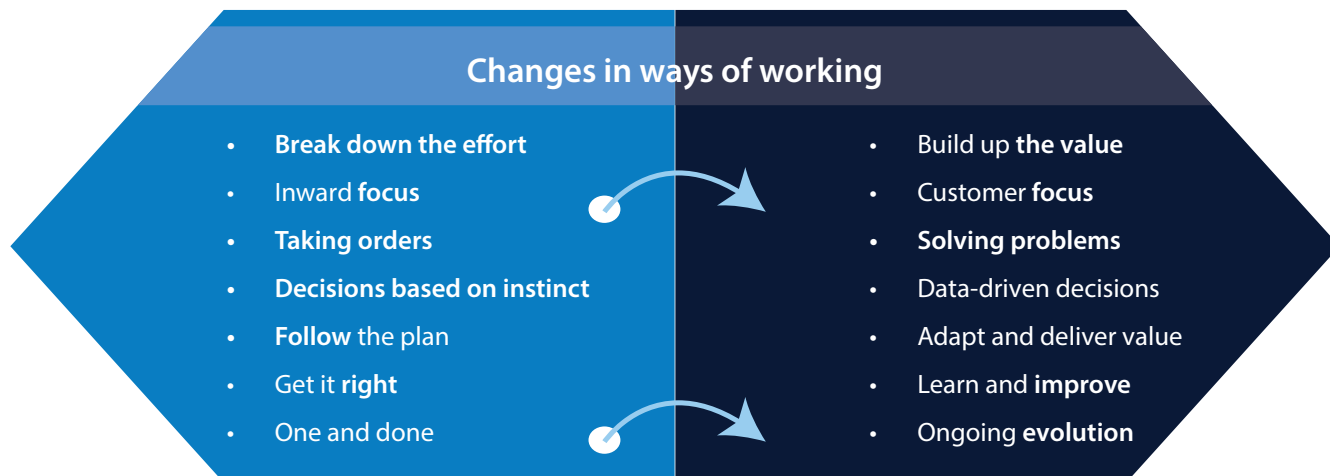 Changes in ways of working
• Break down the effort
• Inward focus
• Taking orders
• Decisions based on instinct
• Follow the plan
• Get it right
• One and done
• Build up the value
• Customer focus
• Solving problems
• Data-driven decisions
• Adapt and deliver value
• Learn and improve
• Ongoing evolution